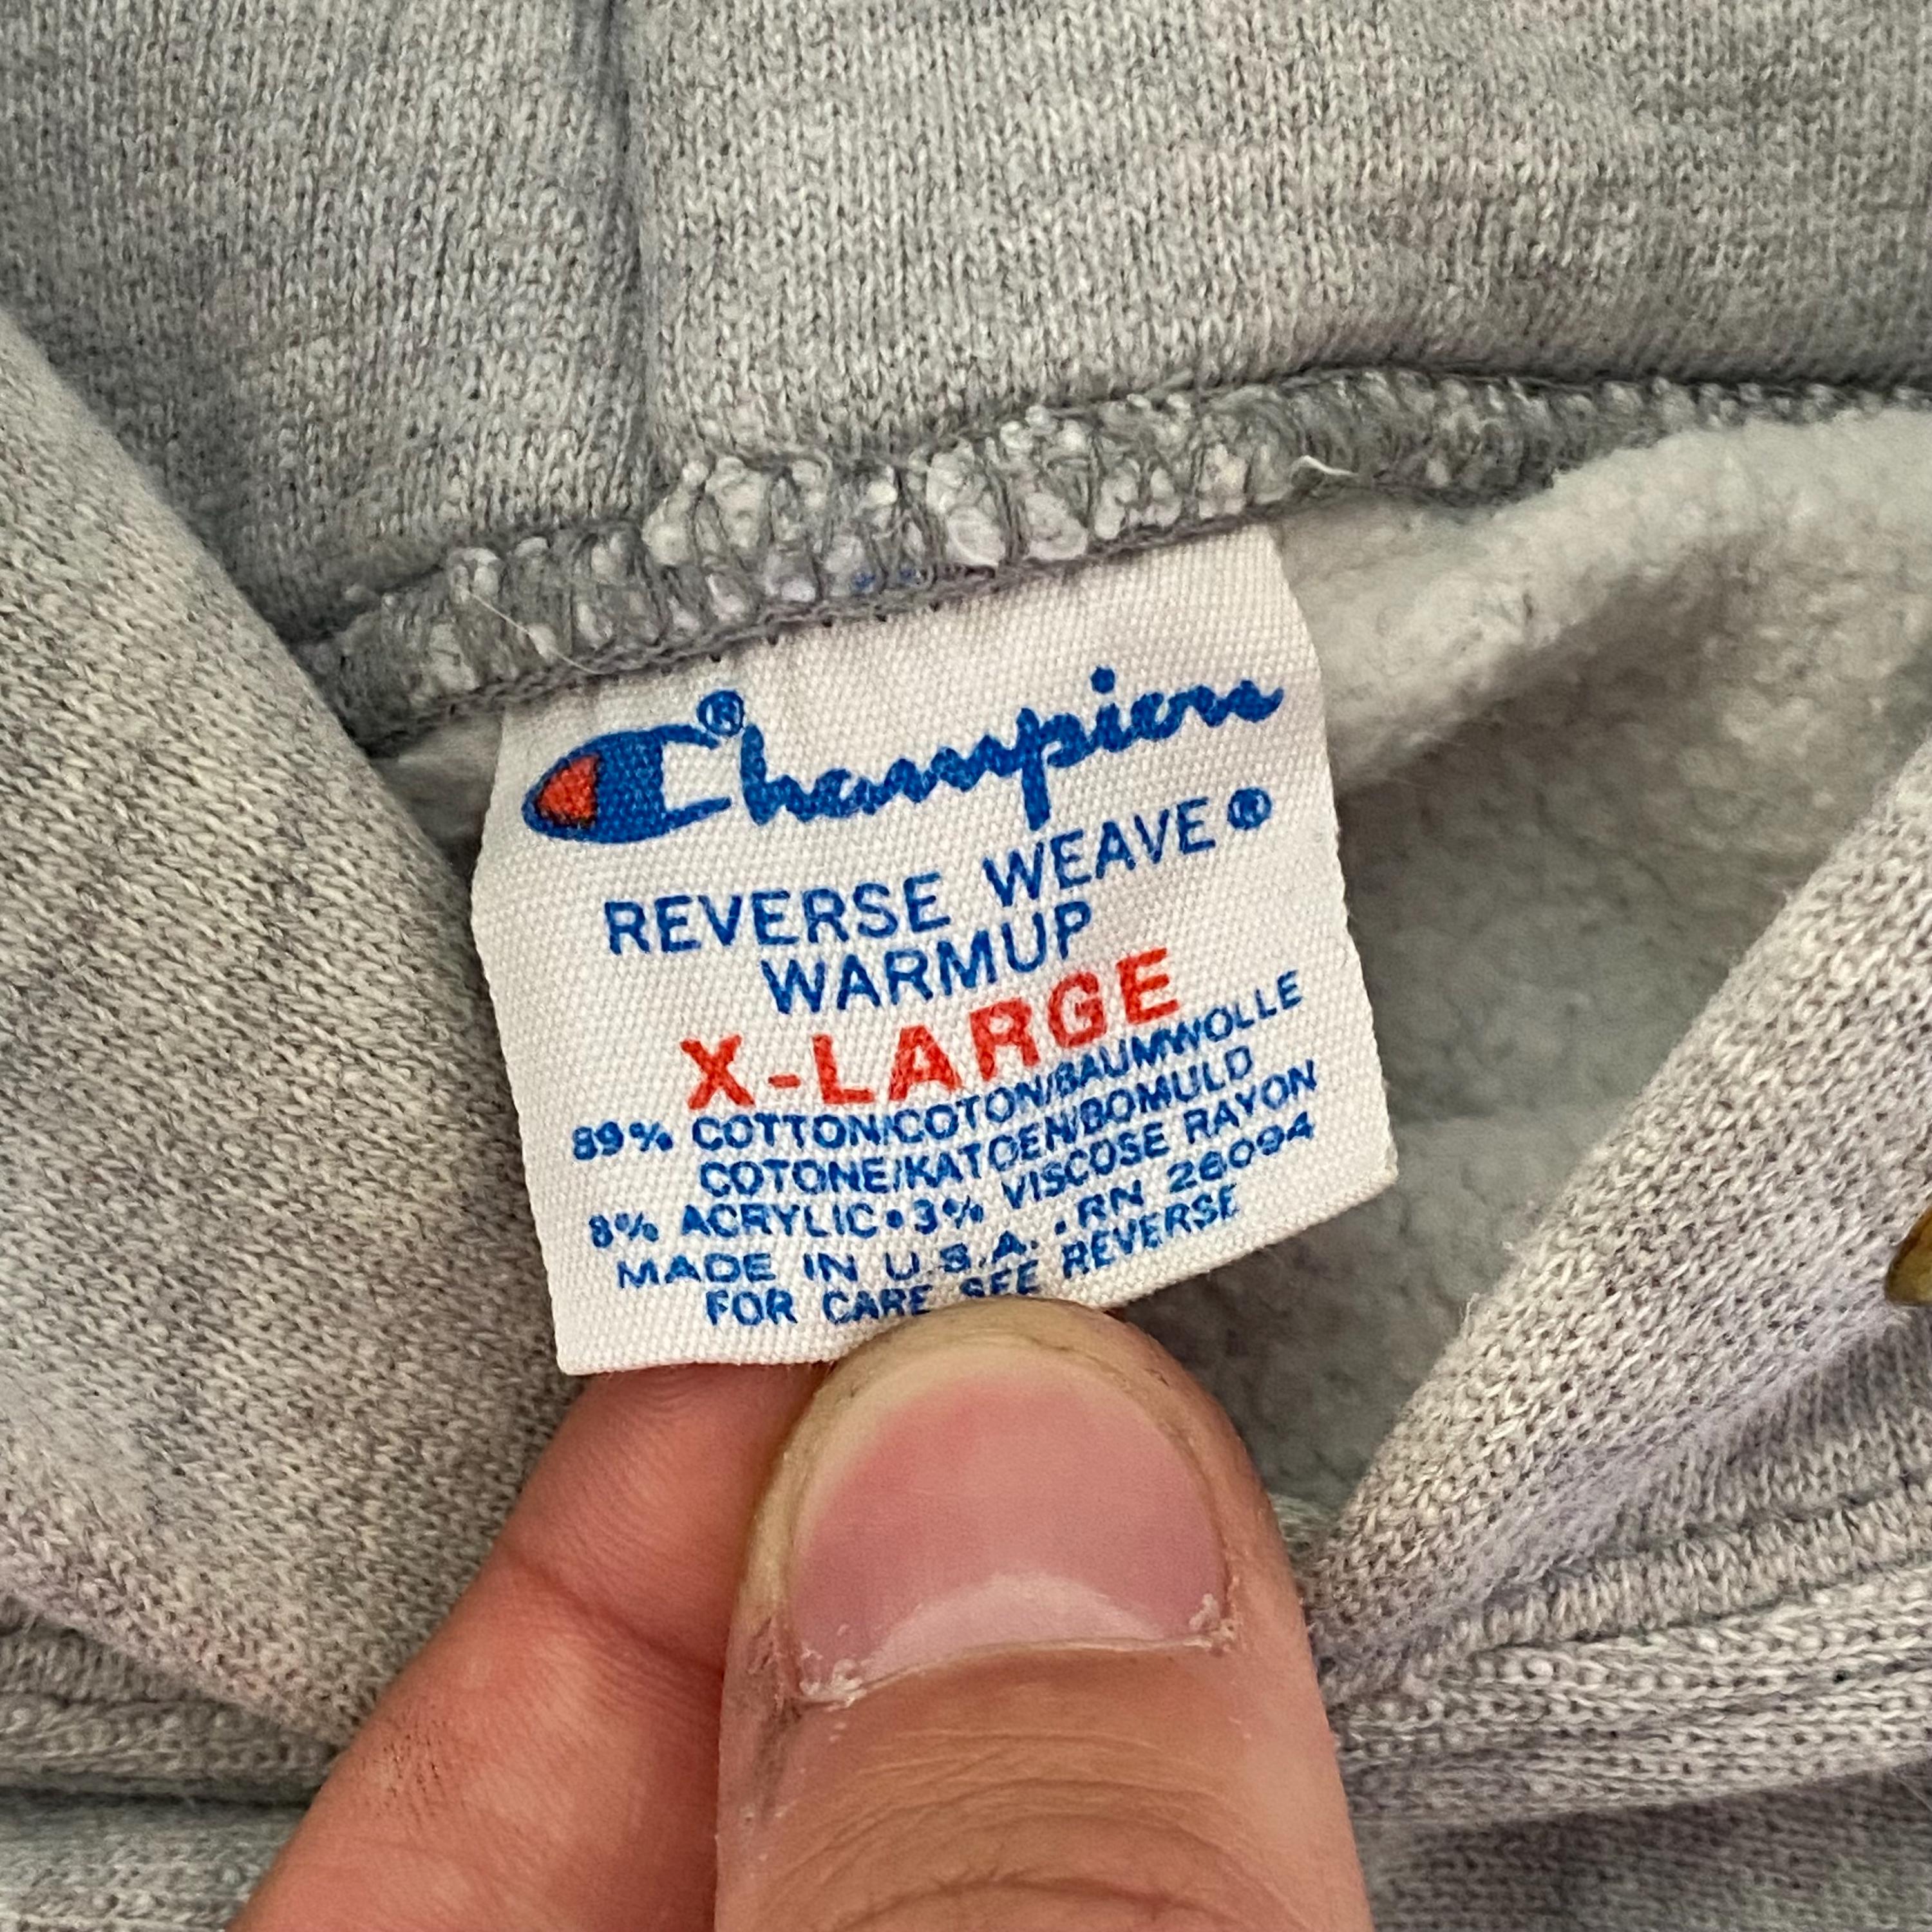 Champion®
REVERSE WEAVE®
WARMUP
X-LARGE
89% COTTON/COTON/BAUMWOLLE
COTONE/KATOEN/BOMULD
8% ACRYLIC•3% VISCOSE RAYON
MADE IN U.S.A. • RN 26094
FOR CARE SEE REVERSE